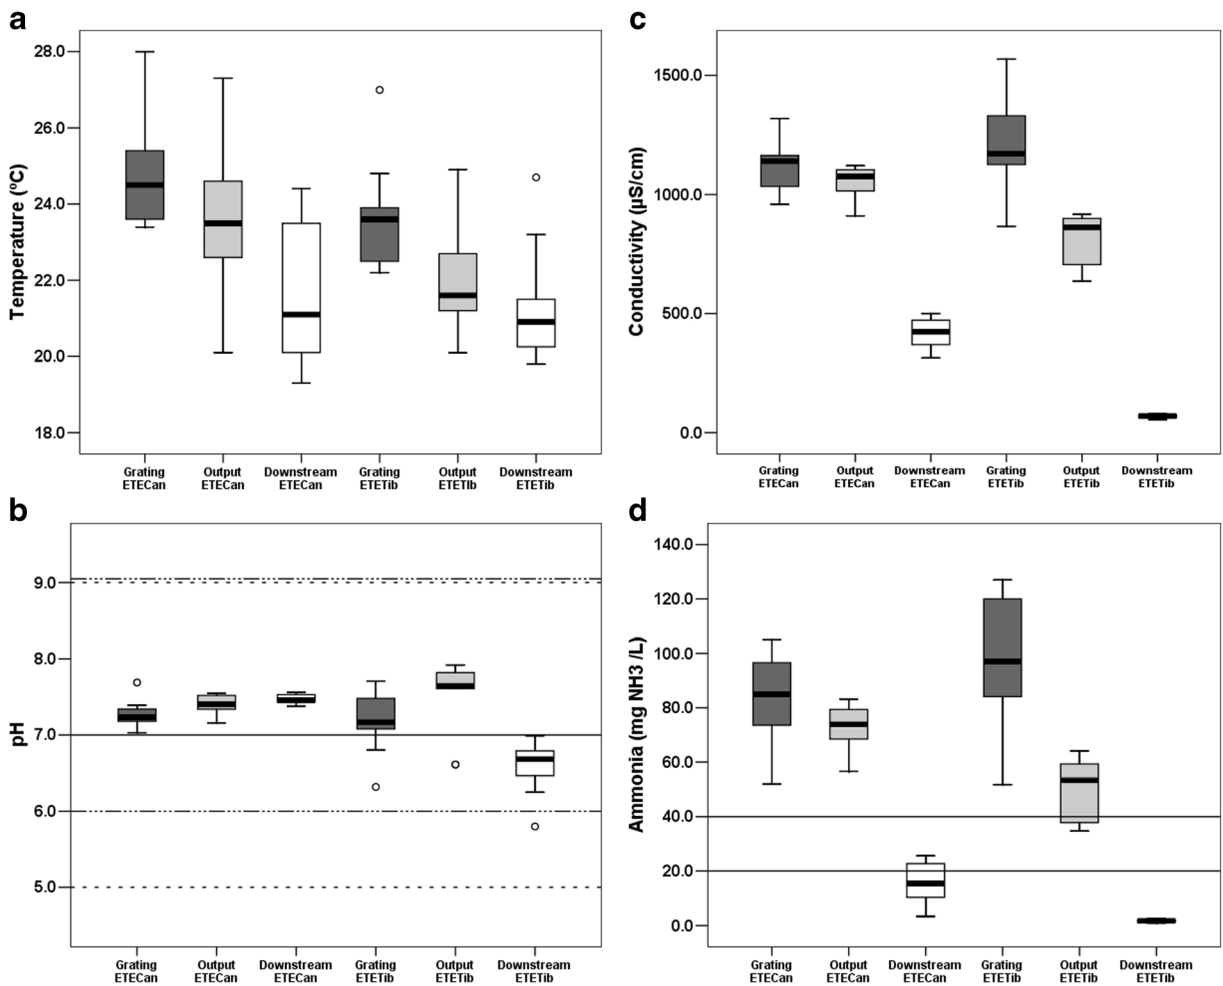 a
Temperature (ºC)
28.0
26.0
24.0
22.0
20.0
18.0
Grating Output Downstream Grating Output Downstream
ETECan ETECan ETECan ETETib ETETIb ETETib
c
Conductivity (µS/cm)
1500.0
1000.0
500.0
0.0
Grating Output Downstream Grating Output Downstream
ETECan ETECan ETECan ETETib ETETib ETETib
b
pH
9.0
8.0
7.0
6.0
5.0
Grating Output Downstream Grating Output Downstream
ETECan ETECan ETECan ETETib ETETib ETETib
d
Ammonia (mg NH3 /L)
140.0
120.0
100.0
80.0
60.0
40.0
20.0
0.0
Grating Output Downstream Grating Output Downstream
ETECan ETECan ETECan ETETib ETETib ETETib